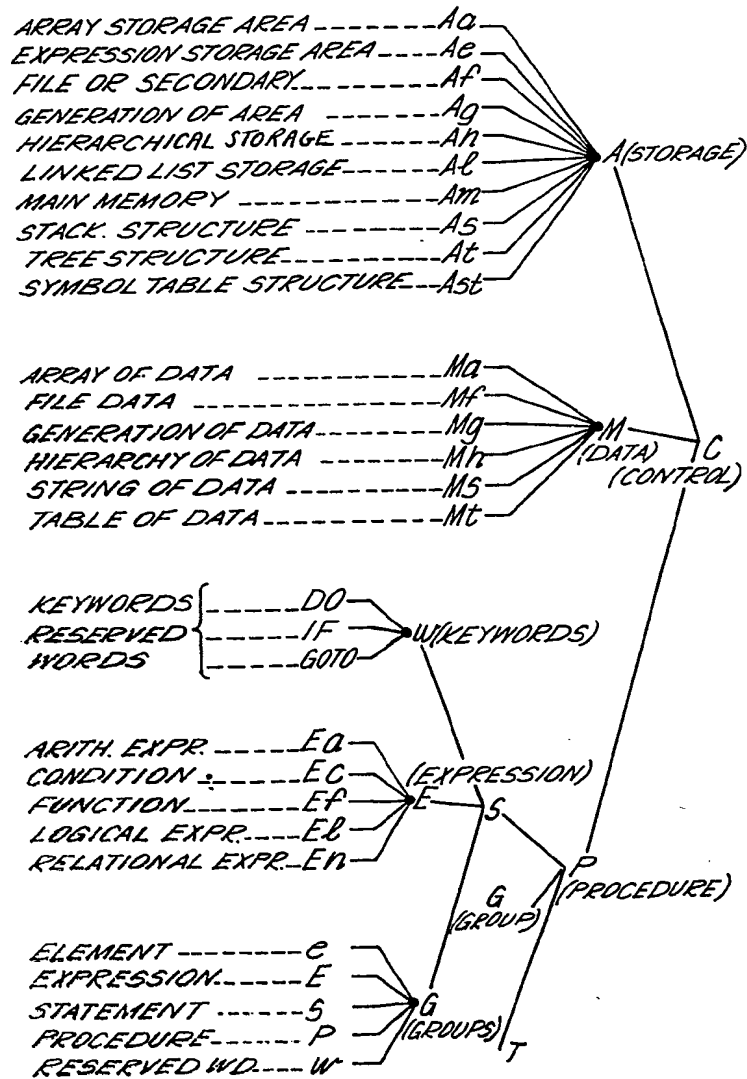 ARRAY STORAGE AREA ----- Aa
EXPRESSION STORAGE AREA ---- Ae
FILE OR SECONDARY ------- Af
GENERATION OF AREA ------ Ag
HIERARCHICAL STORAGE ---- Ah
A(STORAGE)
LINKED LIST STORAGE ----- Al
MAIN MEMORY ------- Am
STACK. STRUCTURE ------ As
TREE STRUCTURE -------- At
SYMBOL TABLE STRUCTURE --- Ast
ARRAY OF DATA ---------- Ma
FILE DATA ------------- Mf
GENERATION OF DATA ------ Mg
M
(DATA)
C
(CONTROL)
HIERARCHY OF DATA ------ Mh
STRING OF DATA -------- Ms
TABLE OF DATA --------- Mt
KEYWORDS ------ DO
RESERVED ------ IF
W(KEYWORDS)
WORDS ------ GOTO
ARITH. EXPR. ------ Ea
CONDITION ------ Ec
(EXPRESSION)
FUNCTION ------ Ef
E
S
LOGICAL EXPR. ---- El
RELATIONAL EXPR. -- En
P
(PROCEDURE)
G
(GROUP)
ELEMENT ------- e
EXPRESSION ----- E
STATEMENT ------ S
G
(GROUPS)
PROCEDURE ----- P
T
RESERVED WD. ---- W